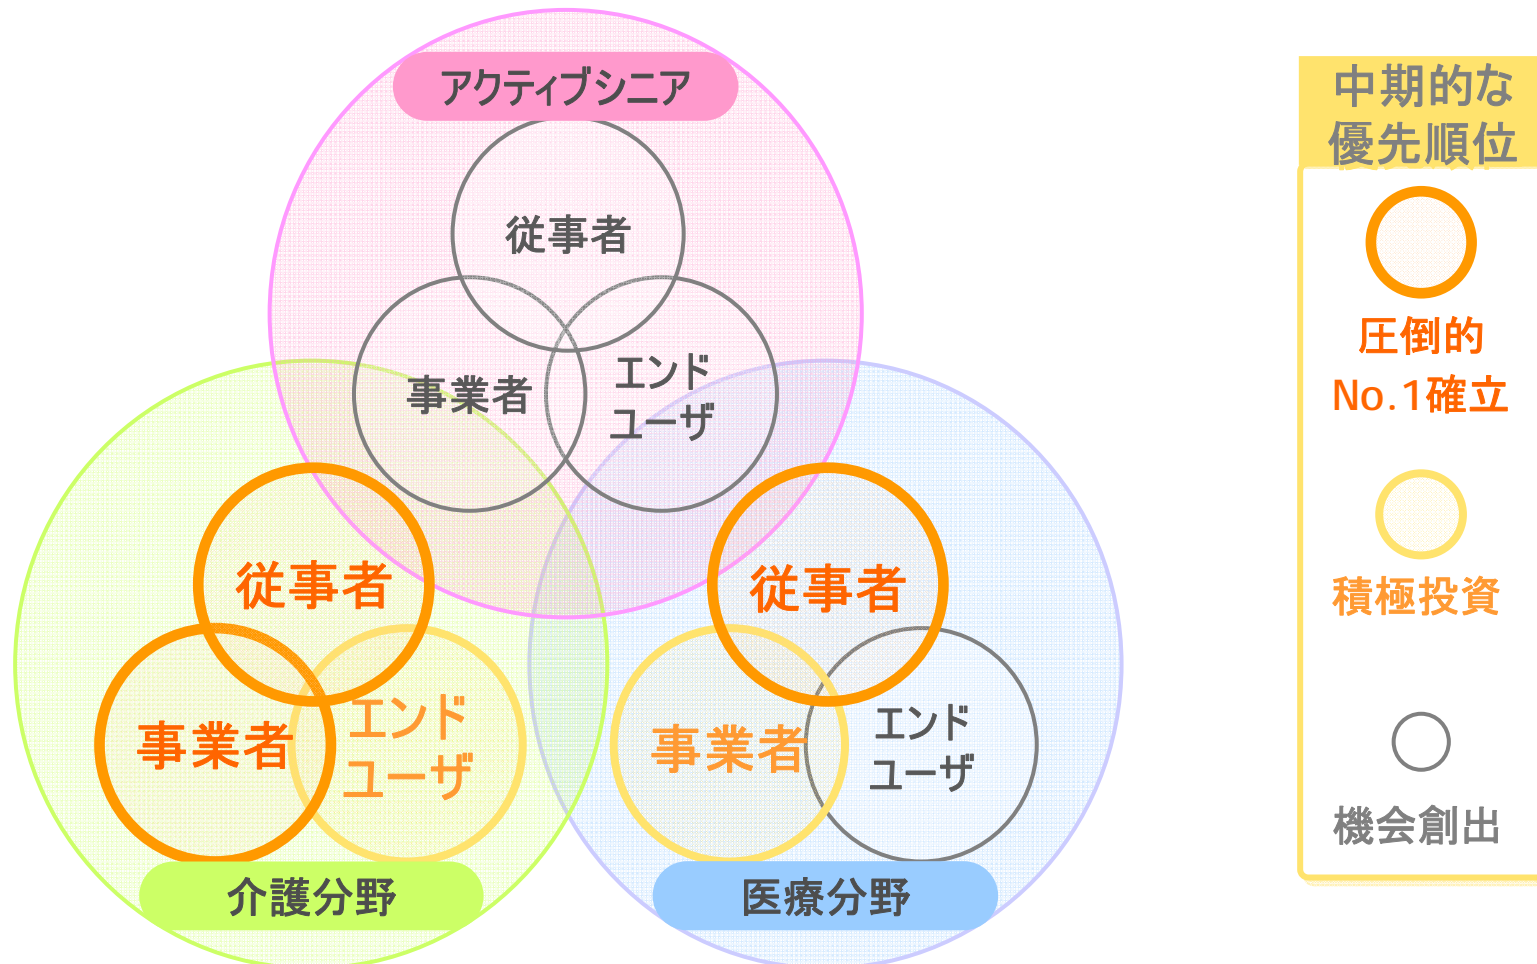 アクティブシニア
従事者
事業者
エンド
ユーザ
従事者
事業者
エンド
ユーザ
介護分野
従事者
事業者
エンド
ユーザ
医療分野
中期的な
優先順位
圧倒的
No.1確立
積極投資
機会創出